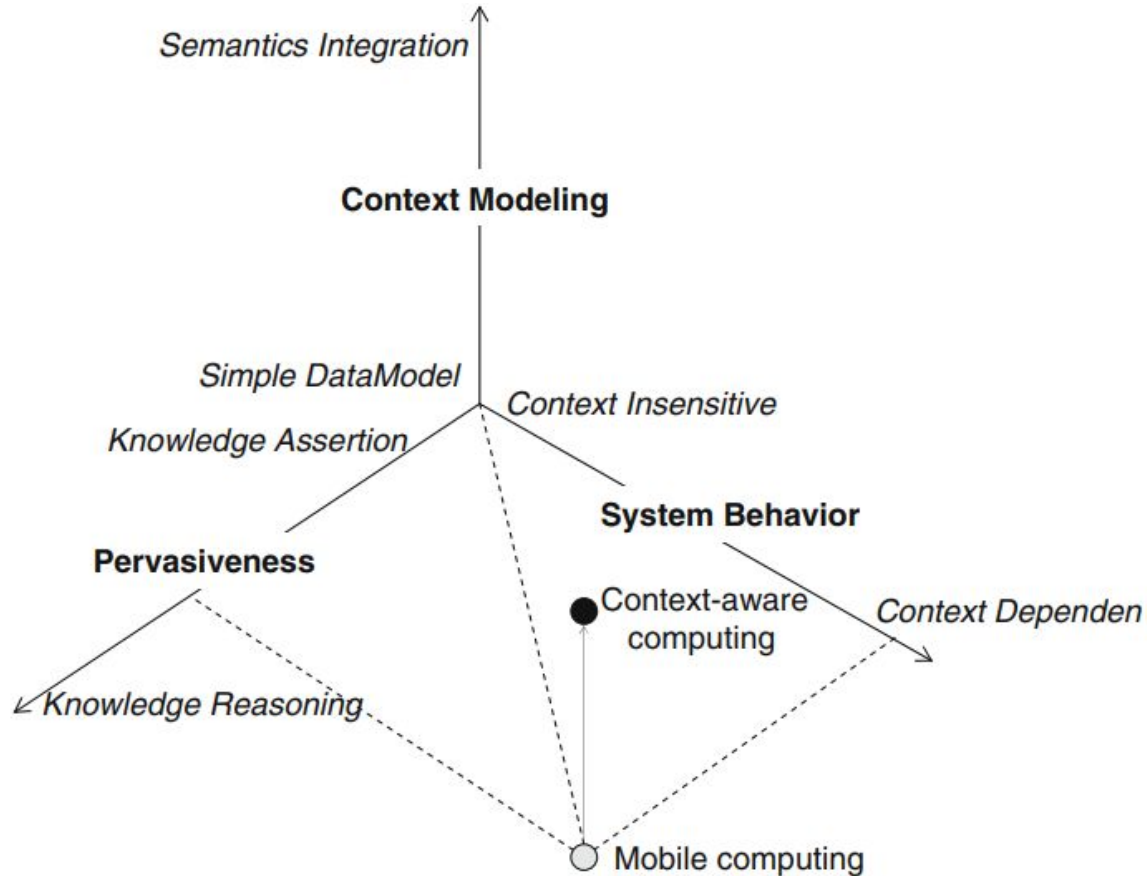 Semantics Integration
Context Modeling
Simple DataModel
Context Insensitive
Knowledge Assertion
System Behavior
Pervasiveness
Context-aware
computing
Context Dependen
Knowledge Reasoning
Mobile computing